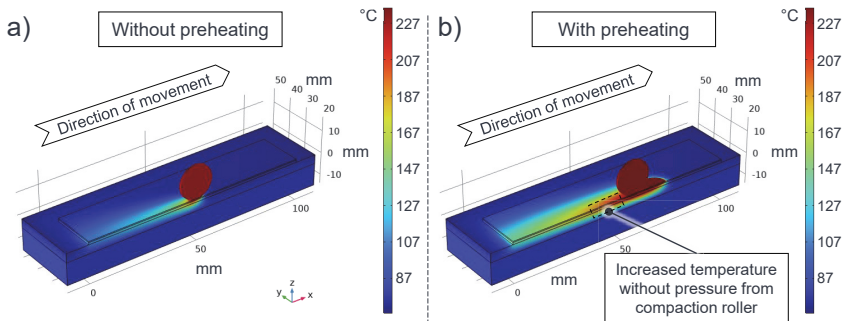 a)
Without preheating
°C
227
207
187
167
147
127
107
87
Direction of movement
50
40
30
20
mm
20
10
0
-10
mm
100
50
0
mm
z
y
x
b)
With preheating
°C
227
207
187
167
147
127
107
87
Direction of movement
50
40
30
20
mm
20
10
0
-10
mm
100
50
0
mm
Increased temperature
without pressure from
compaction roller